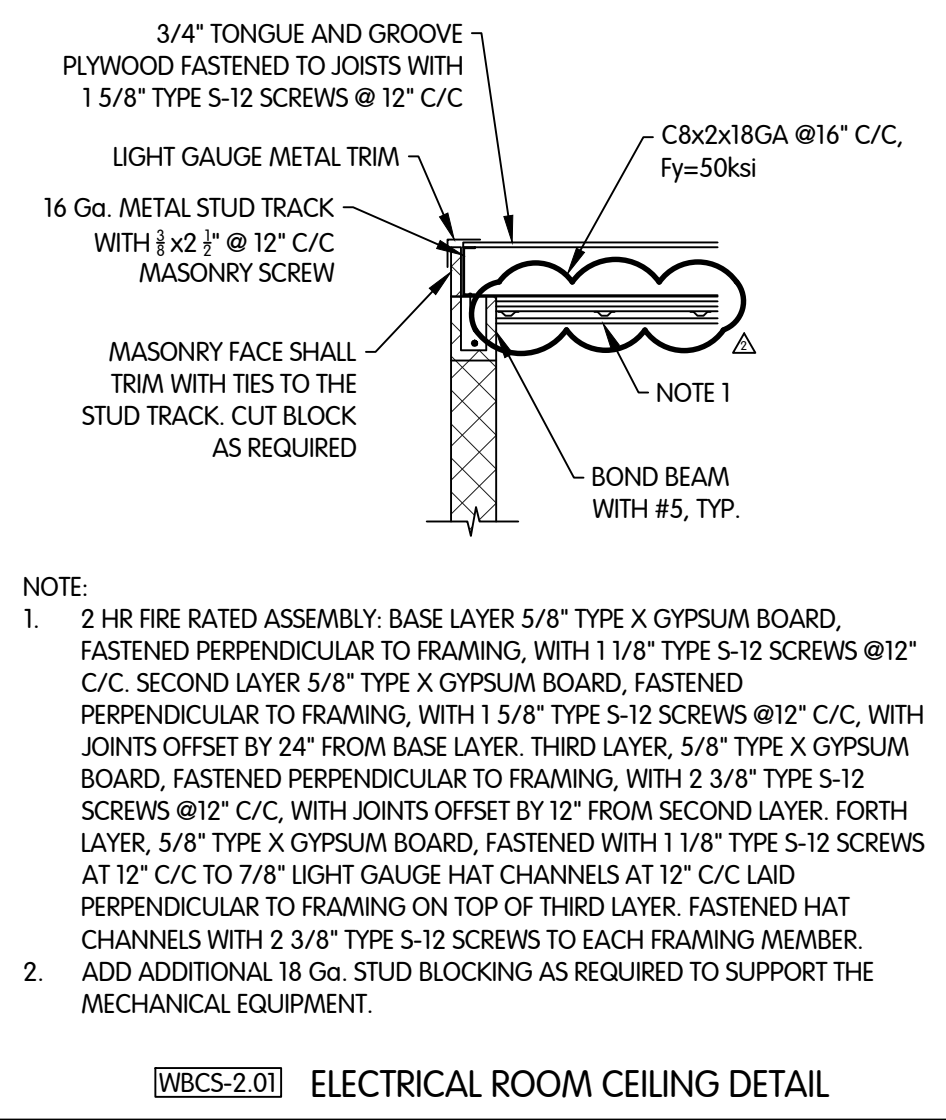 3/4" TONGUE AND GROOVE
PLYWOOD FASTENED TO JOISTS WITH
1 5/8" TYPE S-12 SCREWS @ 12" C/C
LIGHT GAUGE METAL TRIM
16 Ga. METAL STUD TRACK
WITH 3/8 x2 1/2" @ 12" C/C
MASONRY SCREW
MASONRY FACE SHALL
TRIM WITH TIES TO THE
STUD TRACK. CUT BLOCK
AS REQUIRED
C8x2x18GA @16" C/C,
Fy=50ksi
2
NOTE 1
BOND BEAM
WITH #5, TYP.
NOTE:
1. 2 HR FIRE RATED ASSEMBLY: BASE LAYER 5/8" TYPE X GYPSUM BOARD,
FASTENED PERPENDICULAR TO FRAMING, WITH 1 1/8" TYPE S-12 SCREWS @12"
C/C. SECOND LAYER 5/8" TYPE X GYPSUM BOARD, FASTENED
PERPENDICULAR TO FRAMING, WITH 1 5/8" TYPE S-12 SCREWS @12" C/C, WITH
JOINTS OFFSET BY 24" FROM BASE LAYER. THIRD LAYER, 5/8" TYPE X GYPSUM
BOARD, FASTENED PERPENDICULAR TO FRAMING, WITH 2 3/8" TYPE S-12
SCREWS @12" C/C, WITH JOINTS OFFSET BY 12" FROM SECOND LAYER. FORTH
LAYER, 5/8" TYPE X GYPSUM BOARD, FASTENED WITH 1 1/8" TYPE S-12 SCREWS
AT 12" C/C TO 7/8" LIGHT GAUGE HAT CHANNELS AT 12" C/C LAID
PERPENDICULAR TO FRAMING ON TOP OF THIRD LAYER. FASTENED HAT
CHANNELS WITH 2 3/8" TYPE S-12 SCREWS TO EACH FRAMING MEMBER.
2. ADD ADDITIONAL 18 Ga. STUD BLOCKING AS REQUIRED TO SUPPORT THE
MECHANICAL EQUIPMENT.
WBCS-2.01 ELECTRICAL ROOM CEILING DETAIL